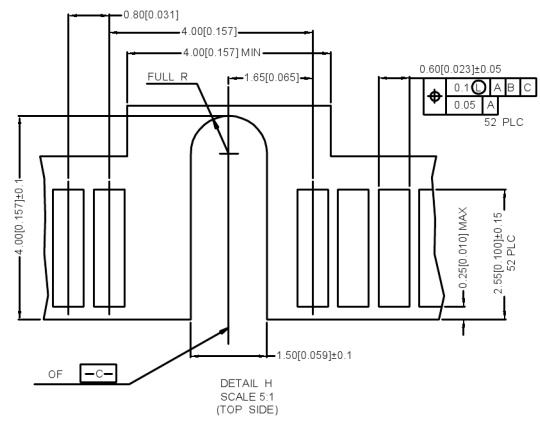 0.80[0.031]
4.00[0.157]
4.00[0.157] MIN
FULL R
1.65[0.065]
0.60[0.023]±0.05
0.1 Ⓛ A B C
0.05 A
52 PLC
4.00[0.157]±0.1
0.25[0.010] MAX
2.55[0.100]±0.15
52 PLC
1.50[0.059]±0.1
OF -C-
DETAIL H
SCALE 5:1
(TOP SIDE)